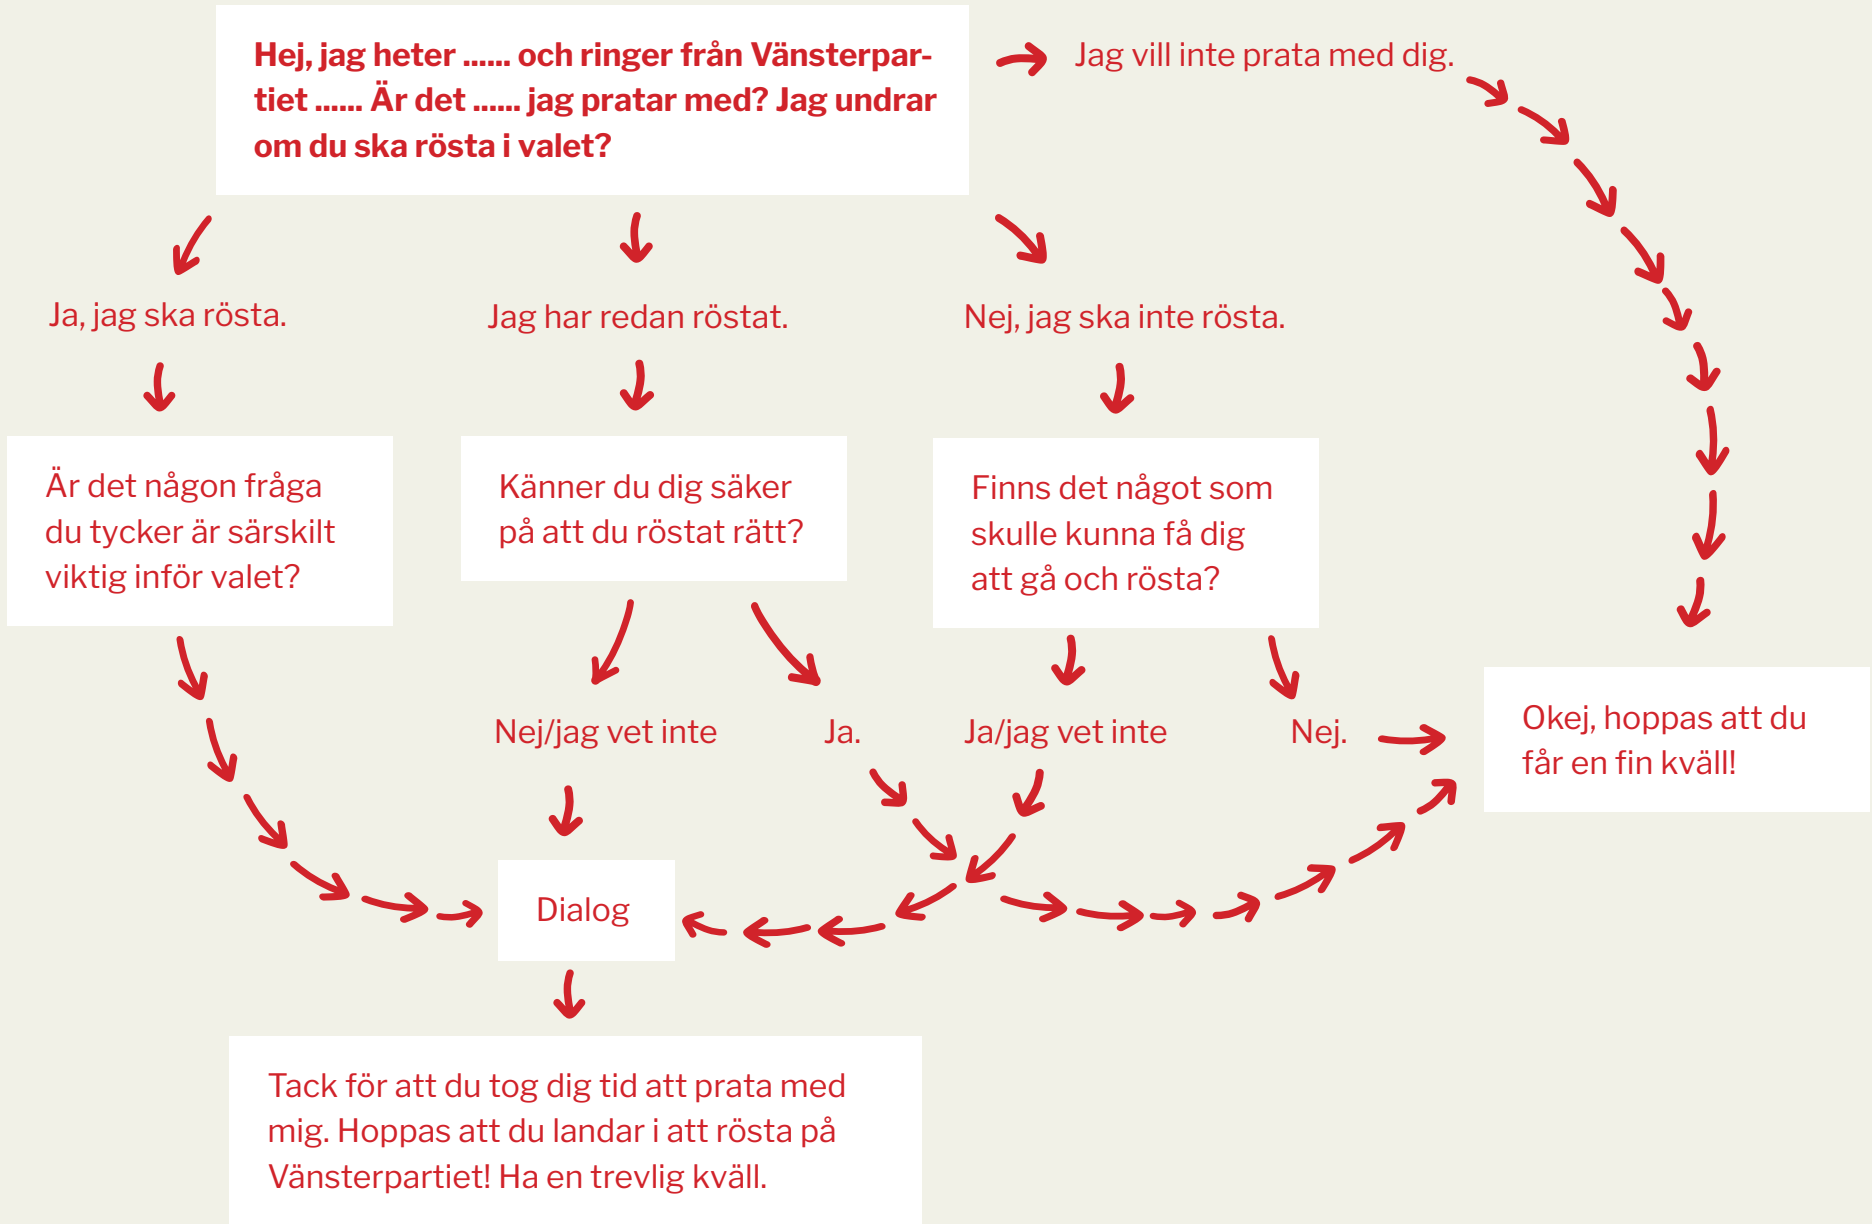 Hej, jag heter ...... och ringer från Vänsterpar-
tiet ...... Är det ...... jag pratar med? Jag undrar
om du ska rösta i valet?
Jag vill inte prata med dig.
Ja, jag ska rösta.
Jag har redan röstat.
Nej, jag ska inte rösta.
Är det någon fråga
du tycker är särskilt
viktig inför valet?
Känner du dig säker
på att du röstat rätt?
Finns det något som
skulle kunna få dig
att gå och rösta?
Nej/jag vet inte
Ja.
Ja/jag vet inte
Nej.
Okej, hoppas att du
får en fin kväll!
Dialog
Tack för att du tog dig tid att prata med
mig. Hoppas att du landar i att rösta på
Vänsterpartiet! Ha en trevlig kväll.